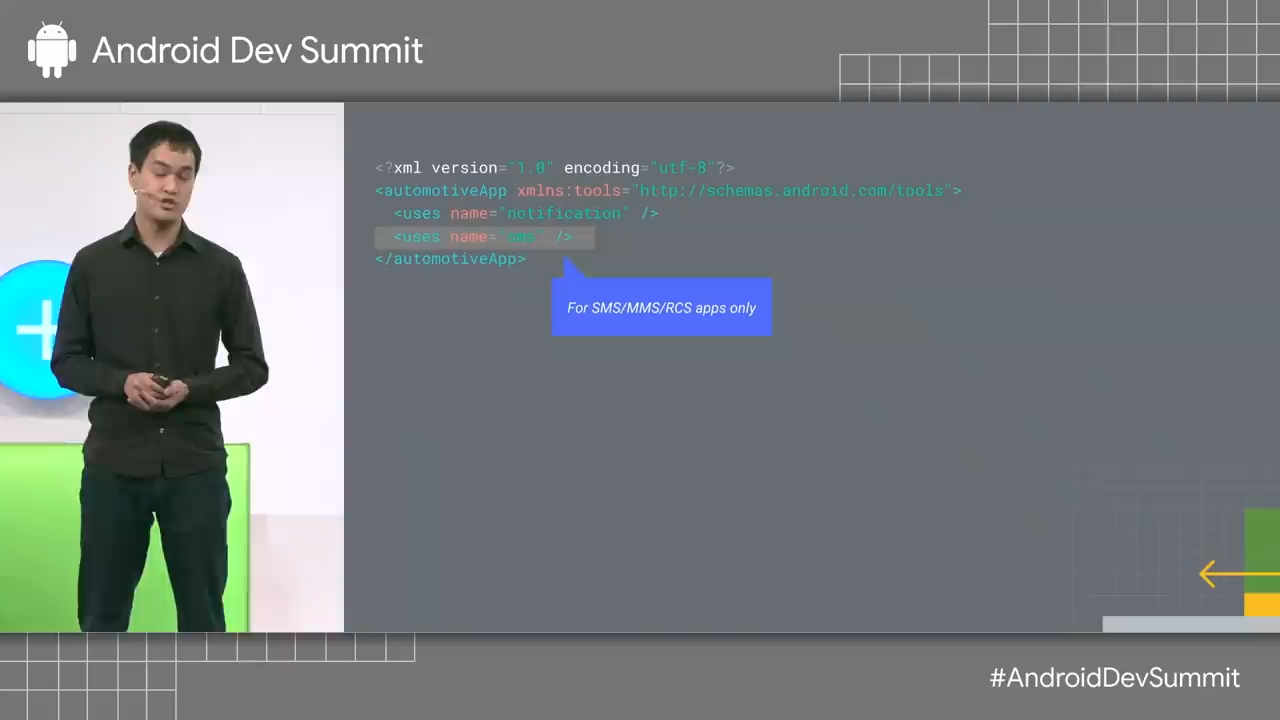 Android Dev Summit
<?xml version="1.0" encoding="utf-8"?>
<automotiveApp xmlns:tools="http://schemas.android.com/tools">
<uses name="notification" />
<uses name="sms" />
</automotiveApp>
For SMS/MMS/RCS apps only
#AndroidDevSummit